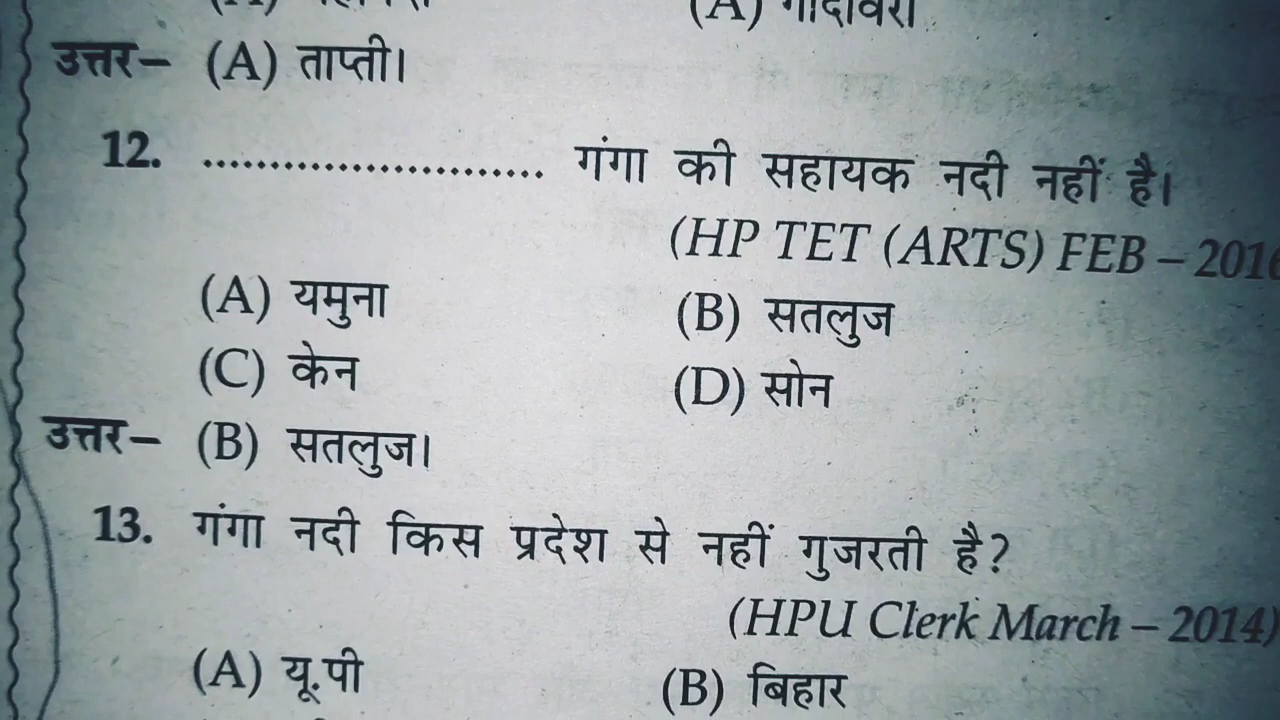 (A) गोदावरी
उत्तर– (A) ताप्ती।
12. ......................... गंगा की सहायक नदी नहीं है।
(HP TET (ARTS) FEB – 201
(A) यमुना (B) सतलुज
(C) केन (D) सोन
उत्तर– (B) सतलुज।
13. गंगा नदी किस प्रदेश से नहीं गुजरती है?
(HPU Clerk March – 2014)
(A) यू.पी (B) बिहार